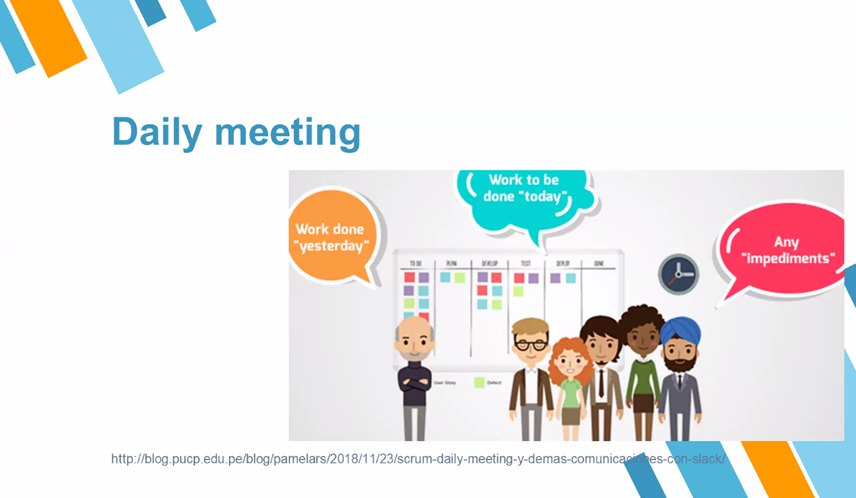 Daily meeting
Work done
"yesterday"
Work to be
done "today"
Any
"impediments"
TO DO
PLAN
DEVELOP
TEST
DEPLOY
DONE
User Story
Defect
http://blog.pucp.edu.pe/blog/pamelars/2018/11/23/scrum-daily-meeting-y-demas-comunicaciones-con-slack/